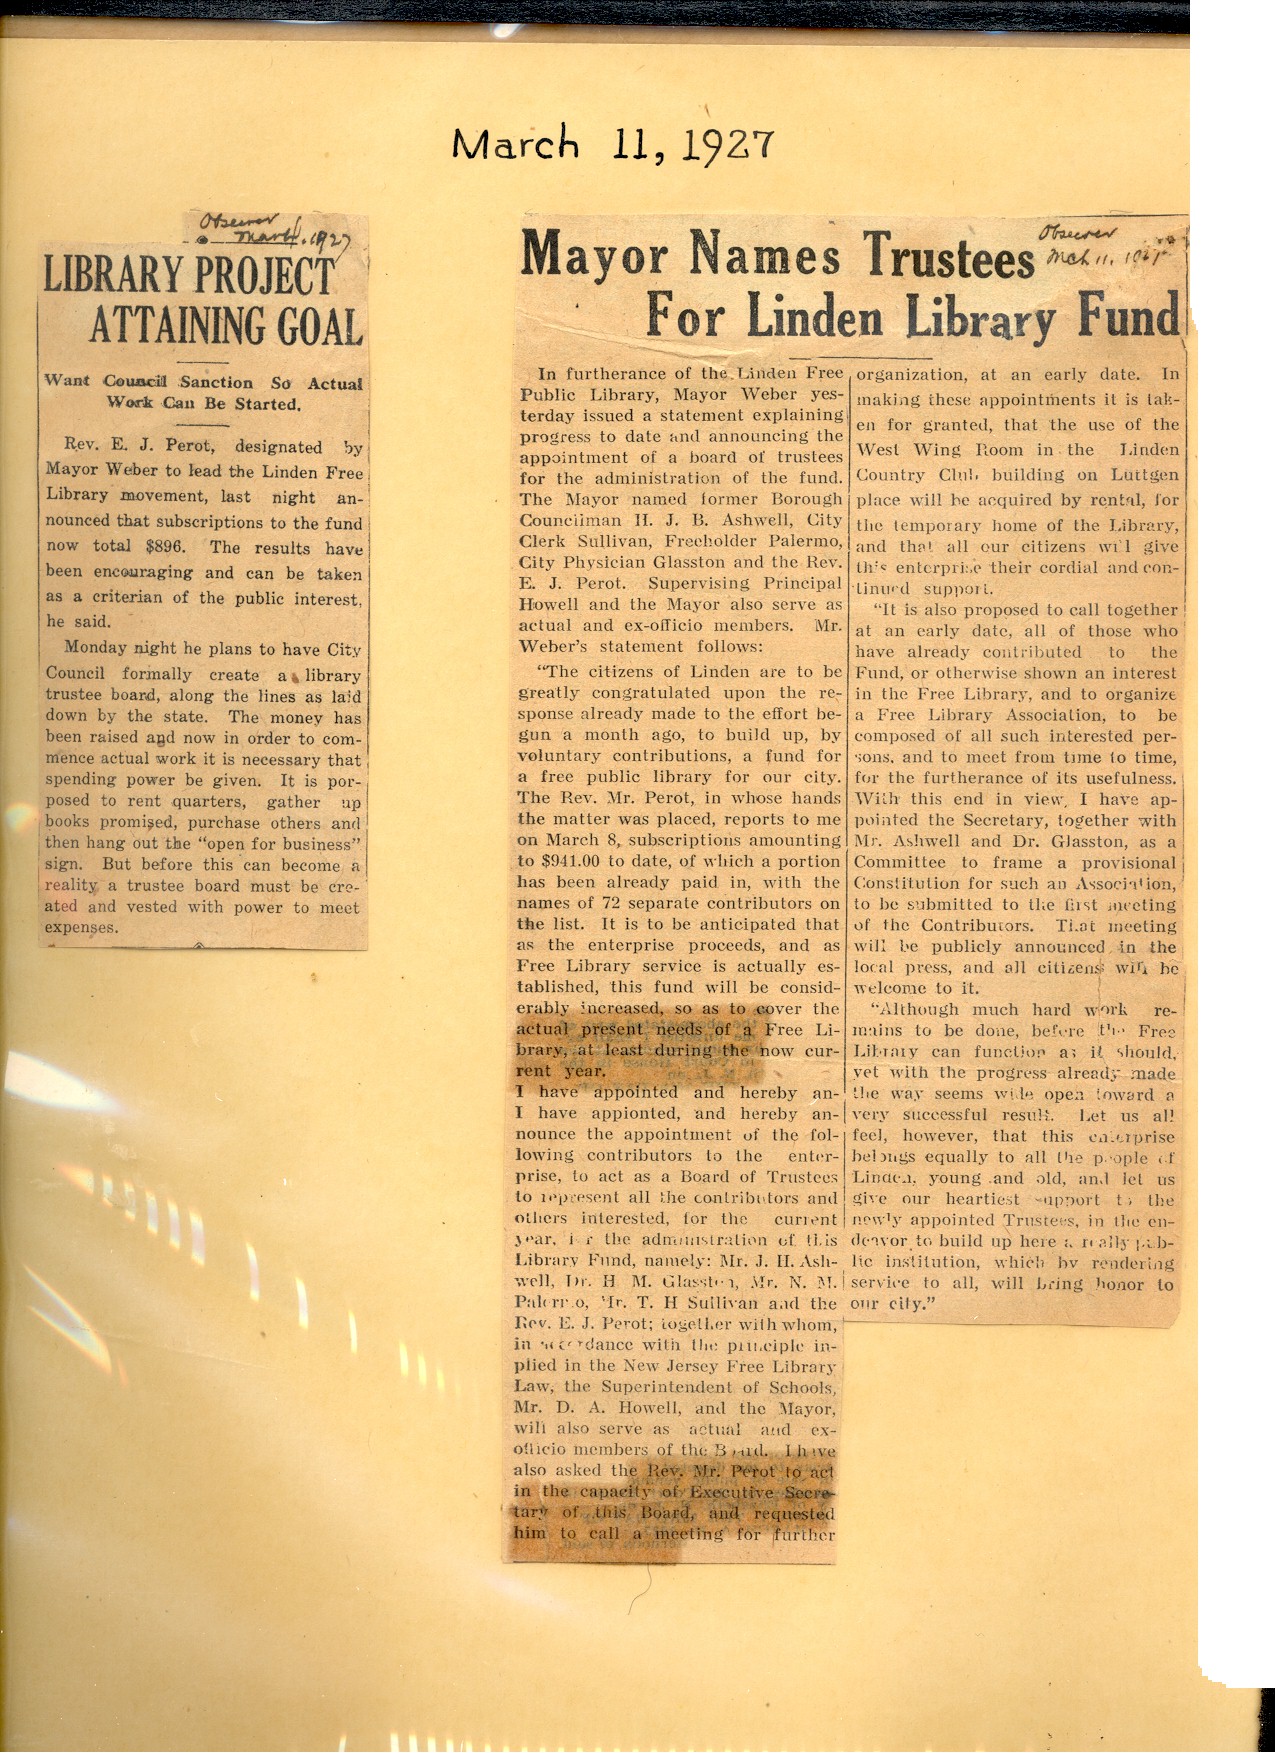 March 11, 1927
Observer
March 1927
LIBRARY PROJECT
ATTAINING GOAL
Want Council Sanction So Actual
Work Can Be Started.
Rev. E. J. Perot, designated by
Mayor Weber to lead the Linden Free
Library movement, last night an-
nounced that subscriptions to the fund
now total $896. The results have
been encouraging and can be taken
as a criterion of the public interest,
he said.
Monday night he plans to have City
Council formally create a library
trustee board, along the lines as laid
down by the state. The money has
been raised and now in order to com-
mence actual work it is necessary that
spending power be given. It is por-
posed to rent quarters, gather up
books promised, purchase others and
then hang out the “open for business”
sign. But before this can become a
reality a trustee board must be cre-
ated and vested with power to meet
expenses.
Observer
Mch 11, 1927
Mayor Names Trustees
For Linden Library Fund
In furtherance of the Linden Free
Public Library, Mayor Weber yes-
terday issued a statement explaining
progress to date and announcing the
appointment of a board of trustees
for the administration of the fund.
The Mayor named former Borough
Councilman H. J. B. Ashwell, City
Clerk Sullivan, Freeholder Palermo,
City Physician Glasston and the Rev.
E. J. Perot. Supervising Principal
Howell and the Mayor also serve as
actual and ex-officio members. Mr.
Weber's statement follows:
“The citizens of Linden are to be
greatly congratulated upon the re-
sponse already made to the effort be-
gun a month ago, to build up, by
voluntary contributions, a fund for
a free public library for our city.
The Rev. Mr. Perot, in whose hands
the matter was placed, reports to me
on March 8, subscriptions amounting
to $941.00 to date, of which a portion
has been already paid in, with the
names of 72 separate contributors on
the list. It is to be anticipated that
as the enterprise proceeds, and as
Free Library service is actually es-
tablished, this fund will be consid-
erably increased, so as to cover the
actual present needs of a Free Li-
brary, at least during the now cur-
rent year.
I have appointed and hereby an-
I have appionted, and hereby an-
nounce the appointment of the fol-
lowing contributors to the enter-
prise, to act as a Board of Trustees
to represent all the contributors and
others interested, for the current
year, for the administration of this
Library Fund, namely: Mr. J. H. Ash-
well, Dr. H. M. Glasston, Mr. N. M.
Palermo, Mr. T. H Sullivan and the
Rev. E. J. Perot; together with whom,
in accordance with the principle in-
plied in the New Jersey Free Library
Law, the Superintendent of Schools,
Mr. D. A. Howell, and the Mayor,
will also serve as actual and ex-
officio members of the Board. I have
also asked the Rev. Mr. Perot to act
in the capacity of Executive Secre-
tary of this Board, and requested
him to call a meeting for further
organization, at an early date. In
making these appointments it is tak-
en for granted, that the use of the
West Wing Room in the Linden
Country Club building on Luttgen
place will be acquired by rental, for
the temporary home of the Library,
and that all our citizens will give
this enterprise their cordial and con-
tinued support.
“It is also proposed to call together
at an early date, all of those who
have already contributed to the
Fund, or otherwise shown an interest
in the Free Library, and to organize
a Free Library Association, to be
composed of all such interested per-
sons, and to meet from time to time,
for the furtherance of its usefulness.
With this end in view, I have ap-
pointed the Secretary, together with
Mr. Ashwell and Dr. Glasston, as a
Committee to frame a provisional
Constitution for such an Association,
to be submitted to the first meeting
of the Contributors. That meeting
will be publicly announced in the
local press, and all citizens will be
welcome to it.
“Although much hard work re-
mains to be done, before the Free
Library can function as it should,
yet with the progress already made
the way seems wide open toward a
very successful result. Let us all
feel, however, that this enterprise
belongs equally to all the people of
Linden, young and old, and let us
give our heartiest support to the
newly appointed Trustees, in the en-
deavor to build up here a really pub-
lic institution, which by rendering
service to all, will bring honor to
our city.”